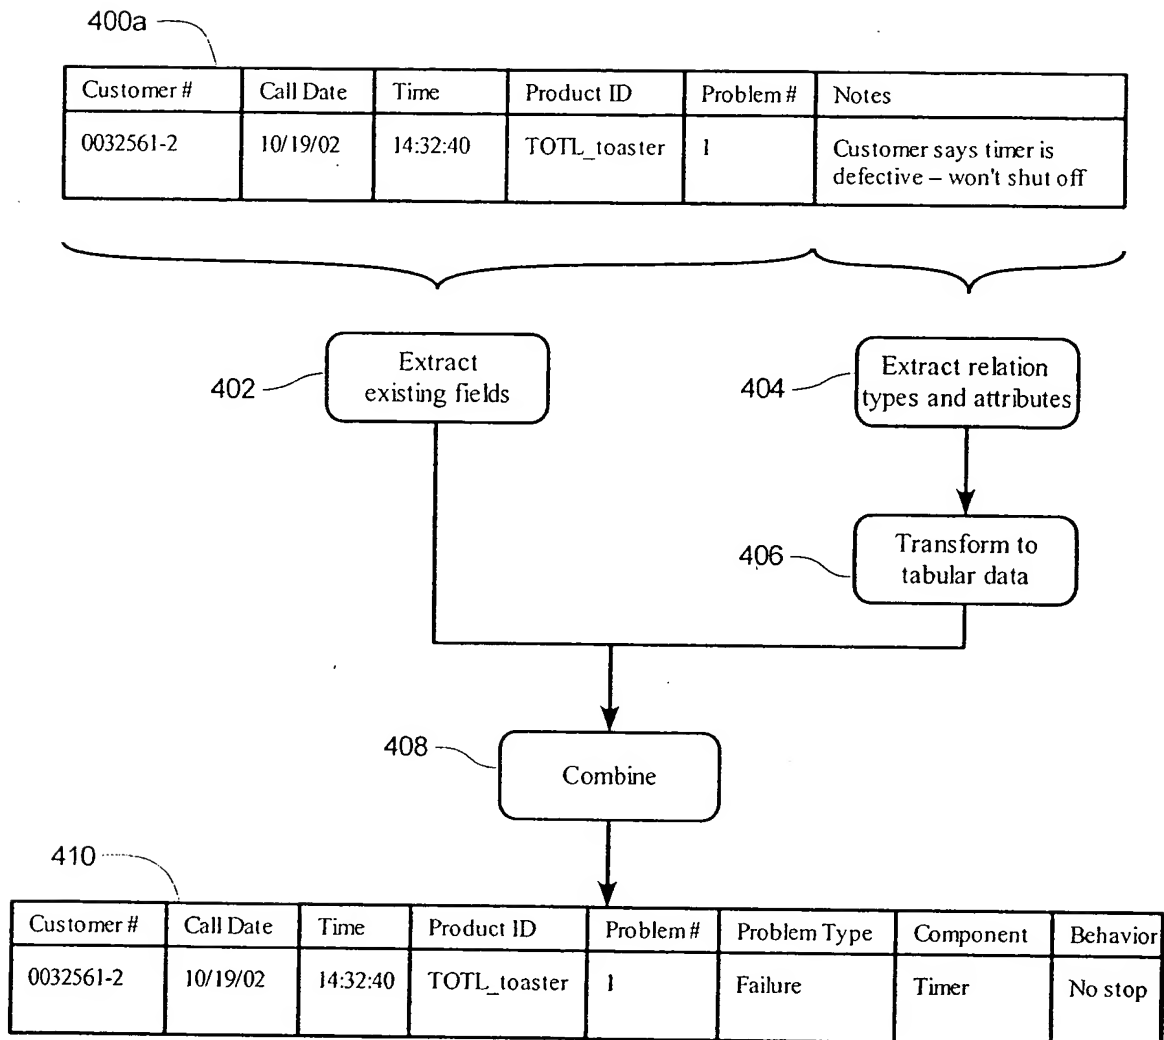 400a
Customer # Call Date Time Product ID Problem # Notes
0032561-2 10/19/02 14:32:40 TOTL_toaster 1 Customer says timer is
defective – won't shut off
Extract
existing fields
402
Extract relation
types and attributes
404
Transform to
tabular data
406
408
Combine
410
Customer # Call Date Time Product ID Problem # Problem Type Component Behavior
0032561-2 10/19/02 14:32:40 TOTL_toaster 1 Failure Timer No stop